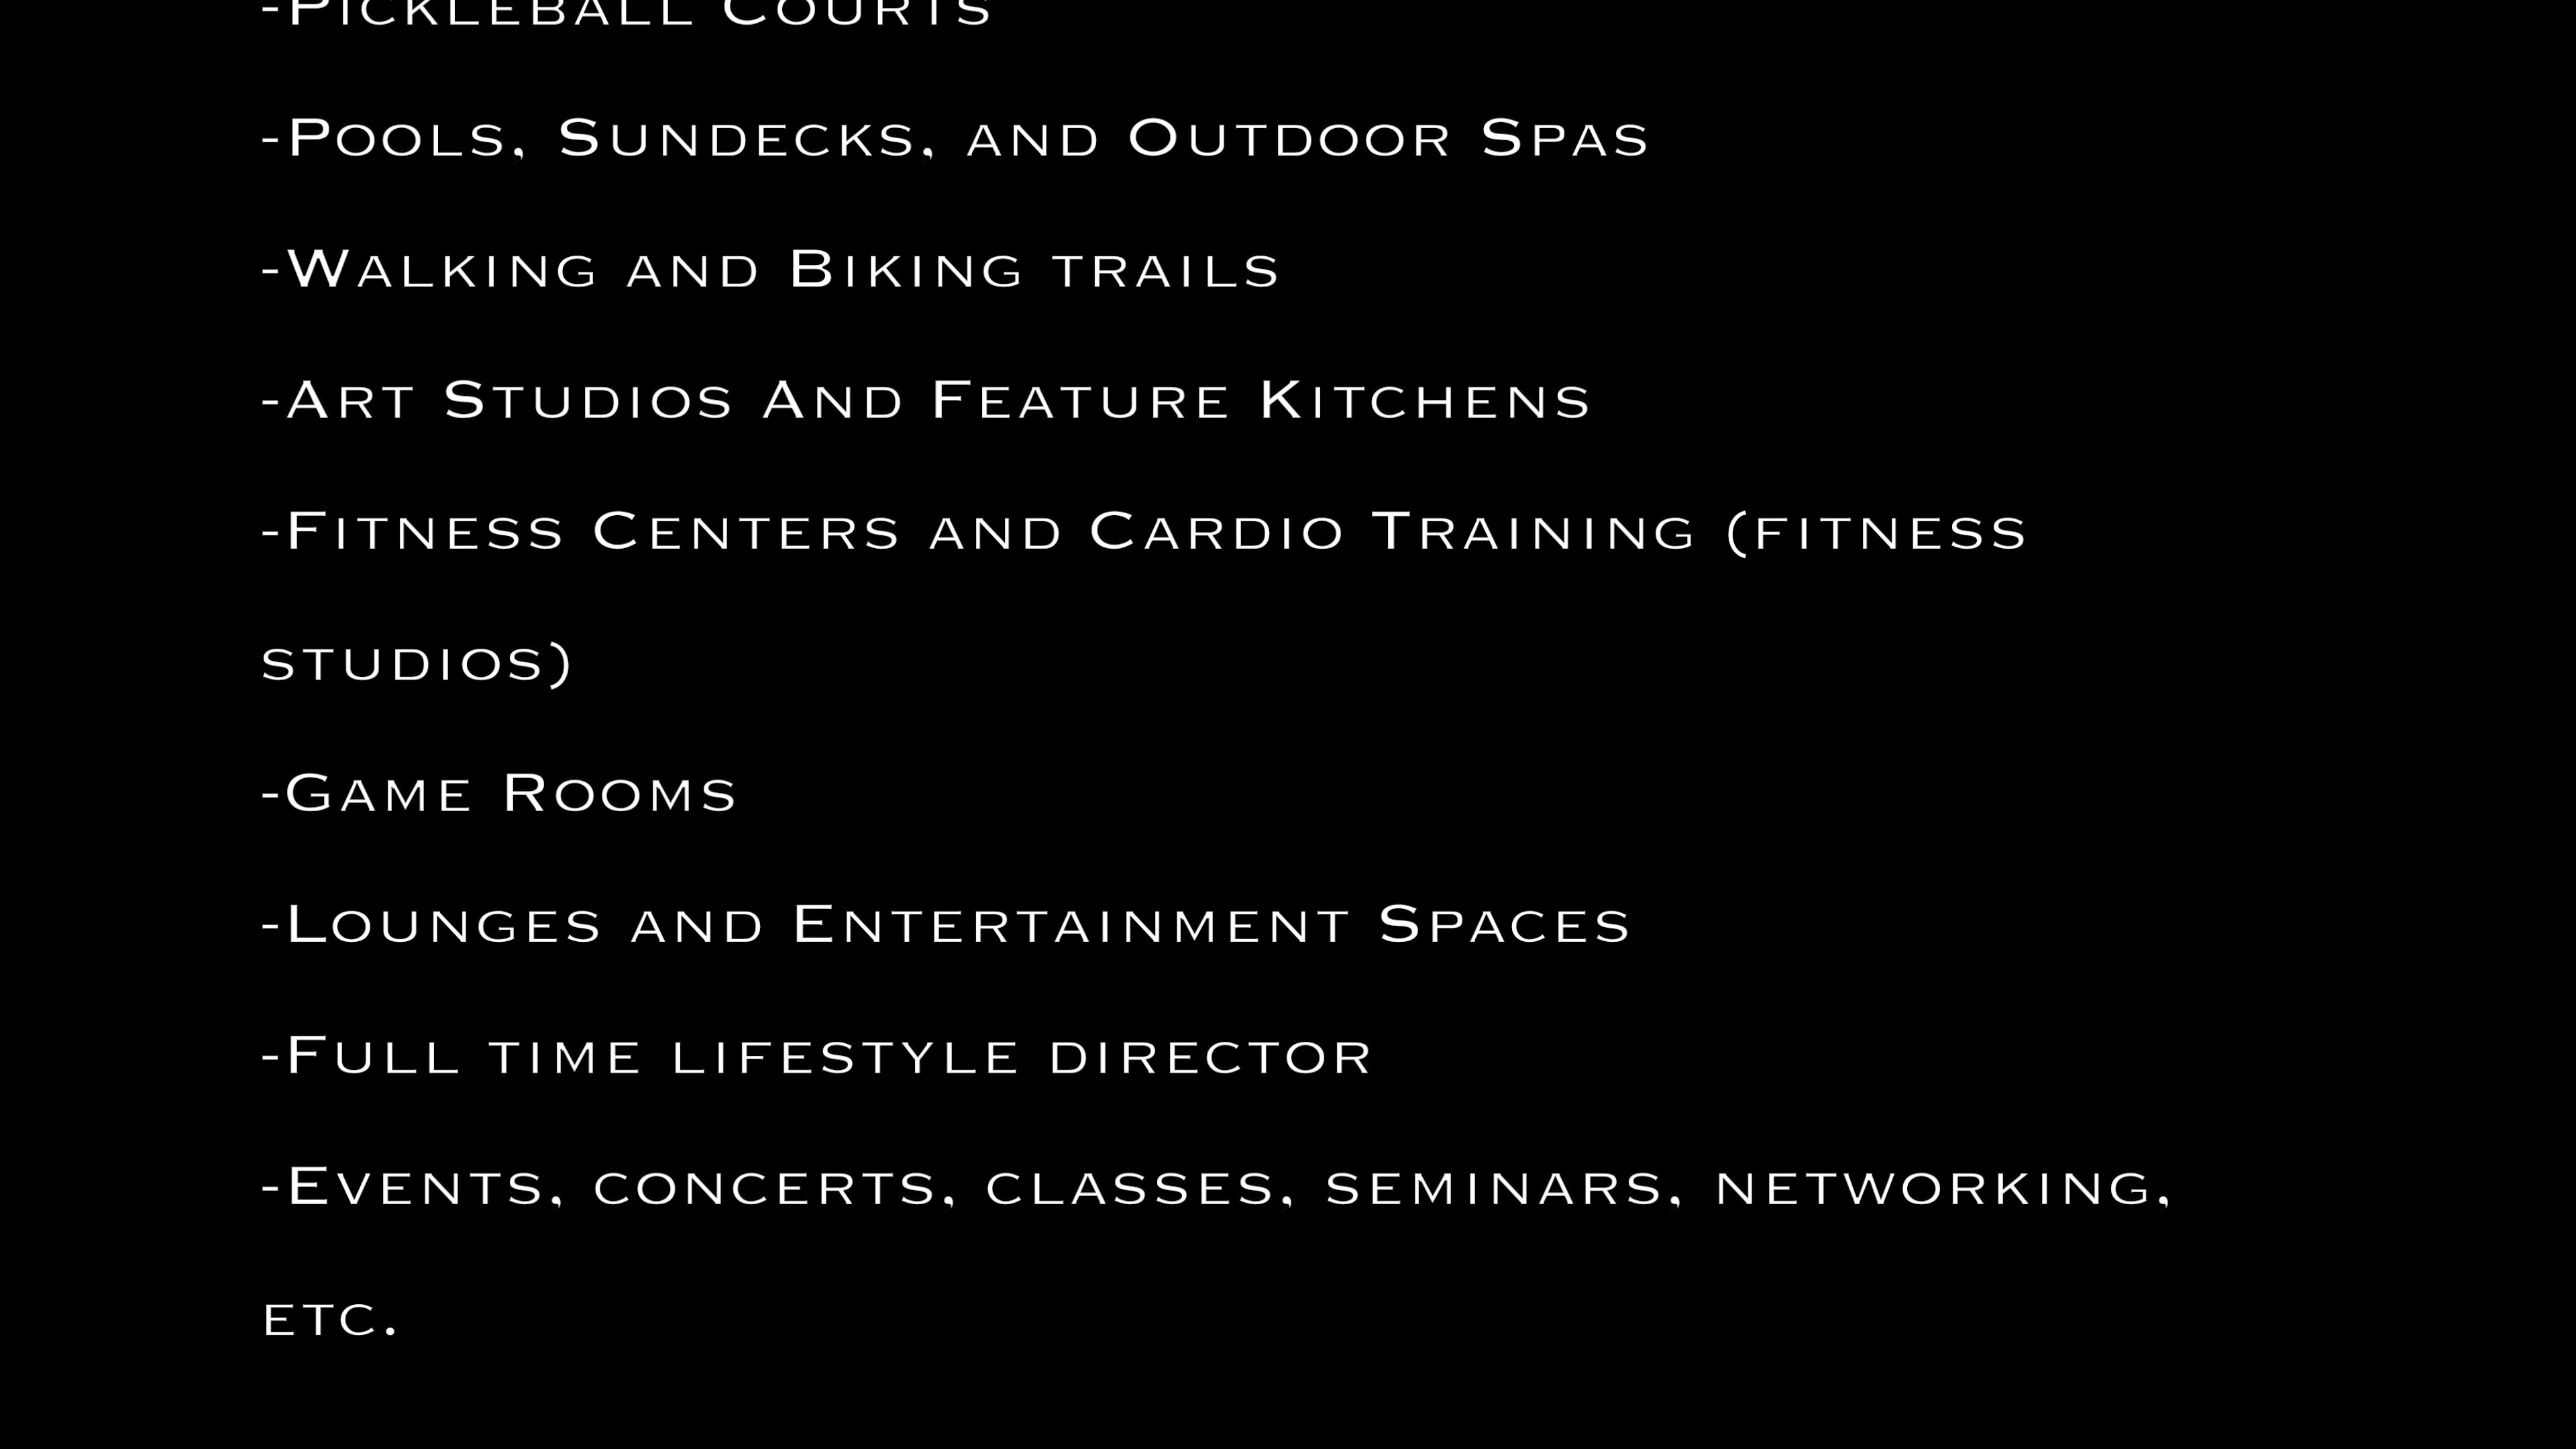 -Pickleball Courts
-Pools, Sundecks, and Outdoor Spas
-Walking and Biking trails
-Art Studios And Feature Kitchens
-Fitness Centers and Cardio Training (fitness
studios)
-Game Rooms
-Lounges and Entertainment Spaces
-Full time lifestyle director
-Events, concerts, classes, seminars, networking,
etc.